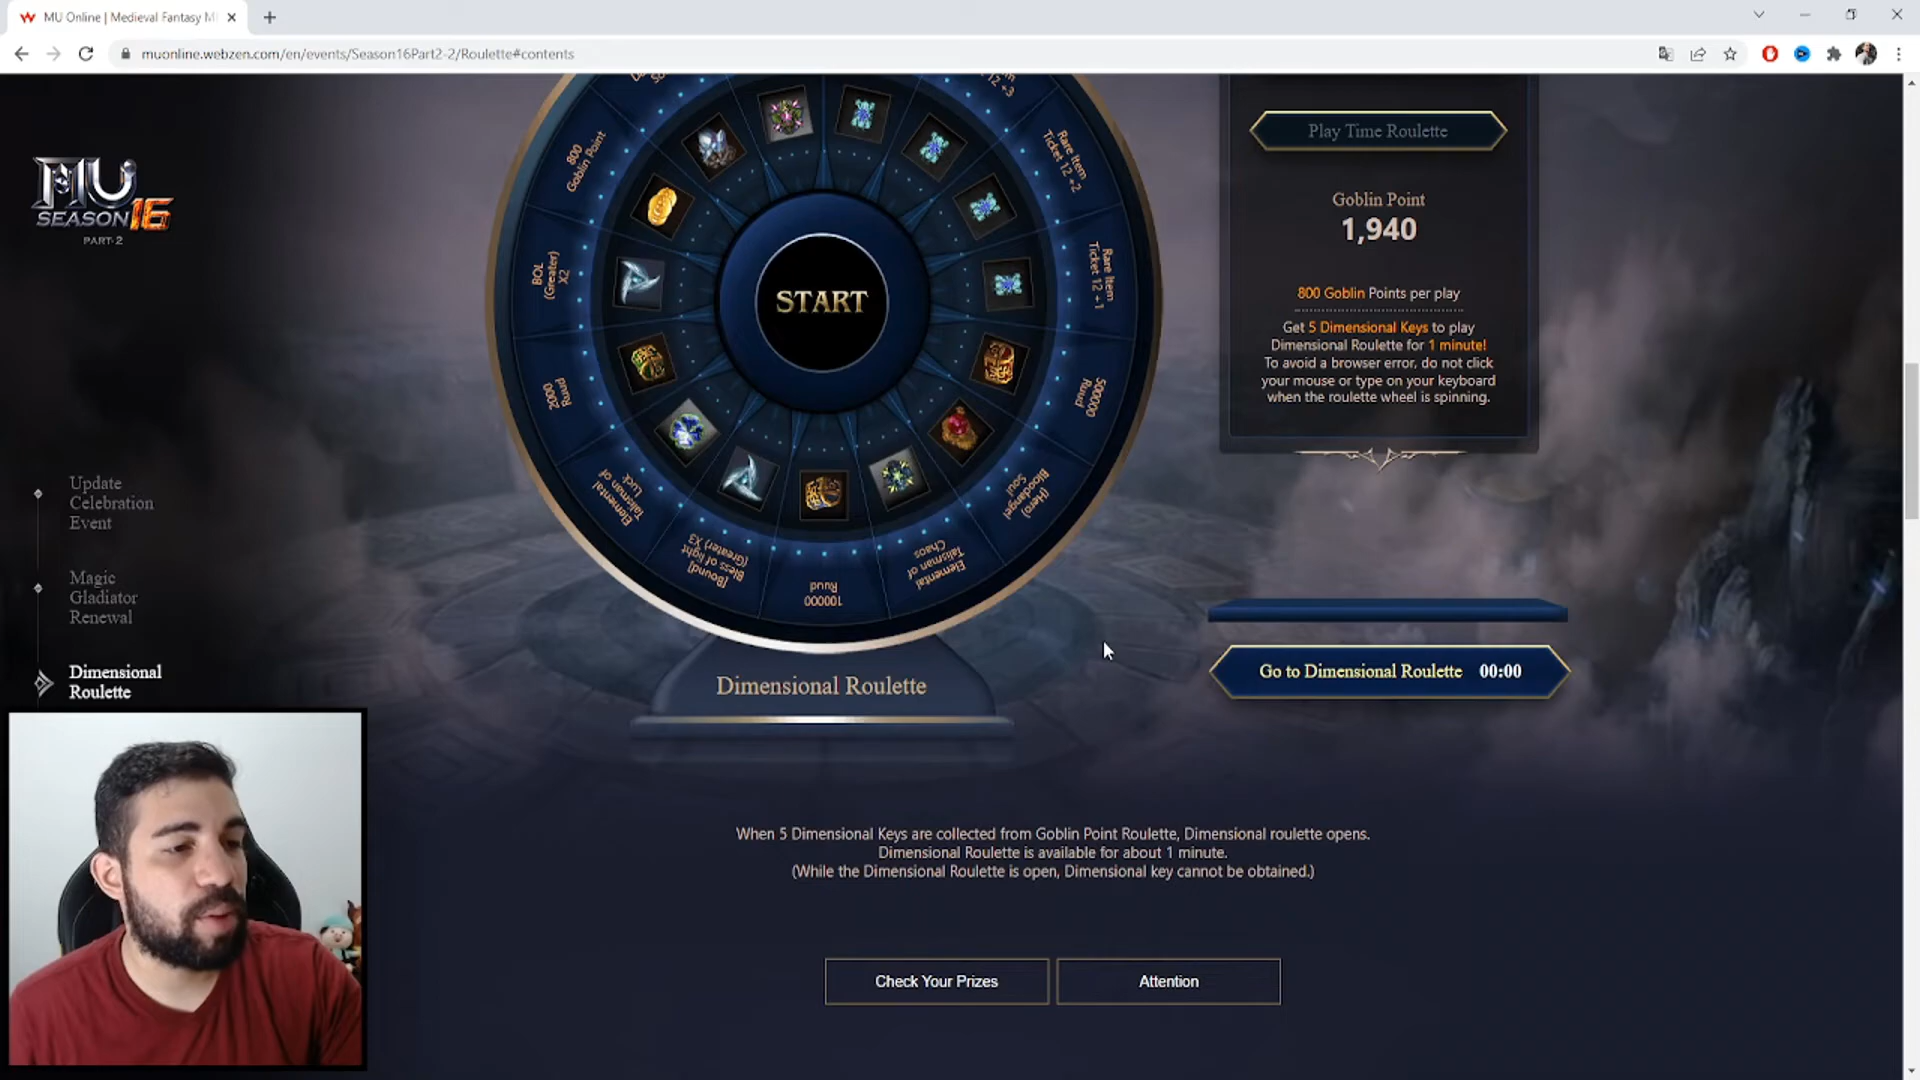 MU Online | Medieval Fantasy M
muonline.webzen.com/en/events/Season16Part2-2/Roulette#contents
MU
SEASON 16
PART-2
Update
Celebration
Event
Magic
Gladiator
Renewal
Dimensional
Roulette
800
Goblin Point
BOL
(Greater)
X2
2000
Ruud
Elemental
Talisman of
Luck
[Bound]
Bless of light
(Greater) X3
100000
Ruud
Elemental
Talisman of
Chaos
(Hero)
Bloodangel
Soul
500000
Ruud
Rare Item
Ticket 12 +1
Rare Item
Ticket 12 +2
12 +3
START
Dimensional Roulette
Play Time Roulette
Goblin Point
1,940
800 Goblin Points per play
Get 5 Dimensional Keys to play
Dimensional Roulette for 1 minute!
To avoid a browser error, do not click
your mouse or type on your keyboard
when the roulette wheel is spinning.
Go to Dimensional Roulette 00:00
When 5 Dimensional Keys are collected from Goblin Point Roulette, Dimensional roulette opens.
Dimensional Roulette is available for about 1 minute.
(While the Dimensional Roulette is open, Dimensional key cannot be obtained.)
Check Your Prizes
Attention